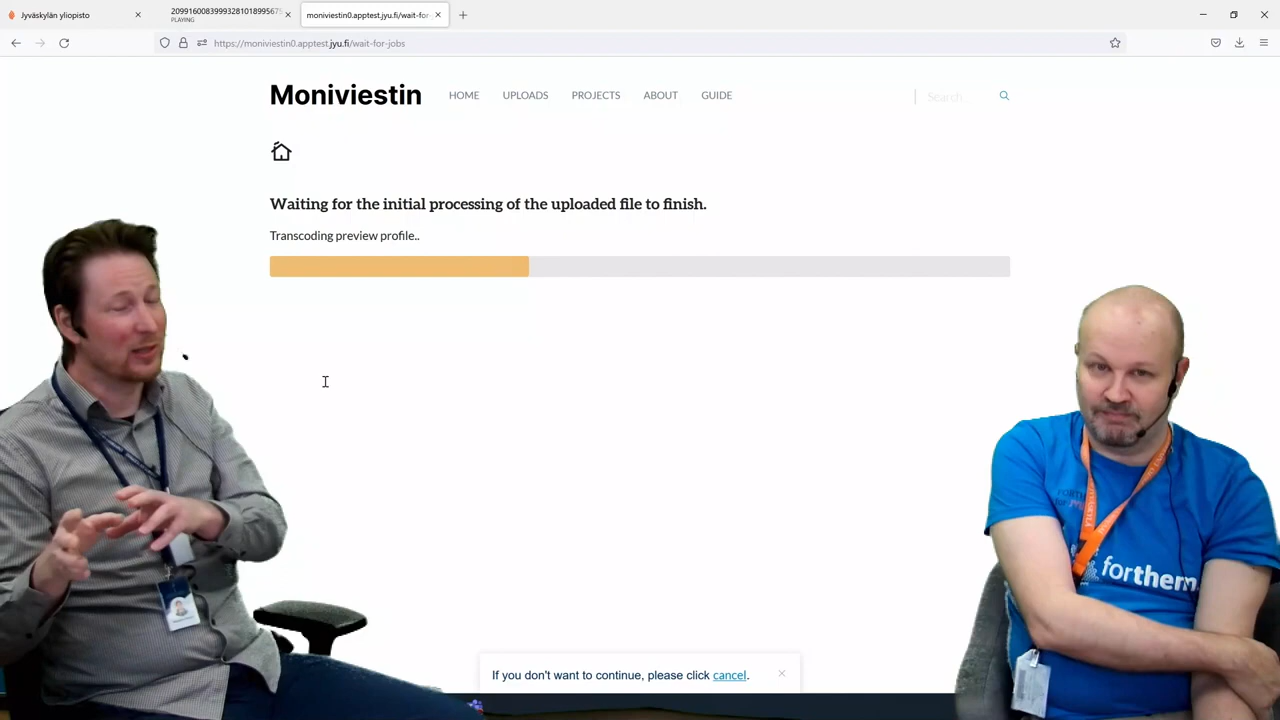 Jyväskylän yliopisto
20991600839993281018995675
PLAYING
moniviestin0.apptest.jyu.fi/wait-for-
https://moniviestin0.apptest.jyu.fi/wait-for-jobs
Moniviestin
HOME
UPLOADS
PROJECTS
ABOUT
GUIDE
Search
Waiting for the initial processing of the uploaded file to finish.
Transcoding preview profile..
forthem
If you don't want to continue, please click cancel.